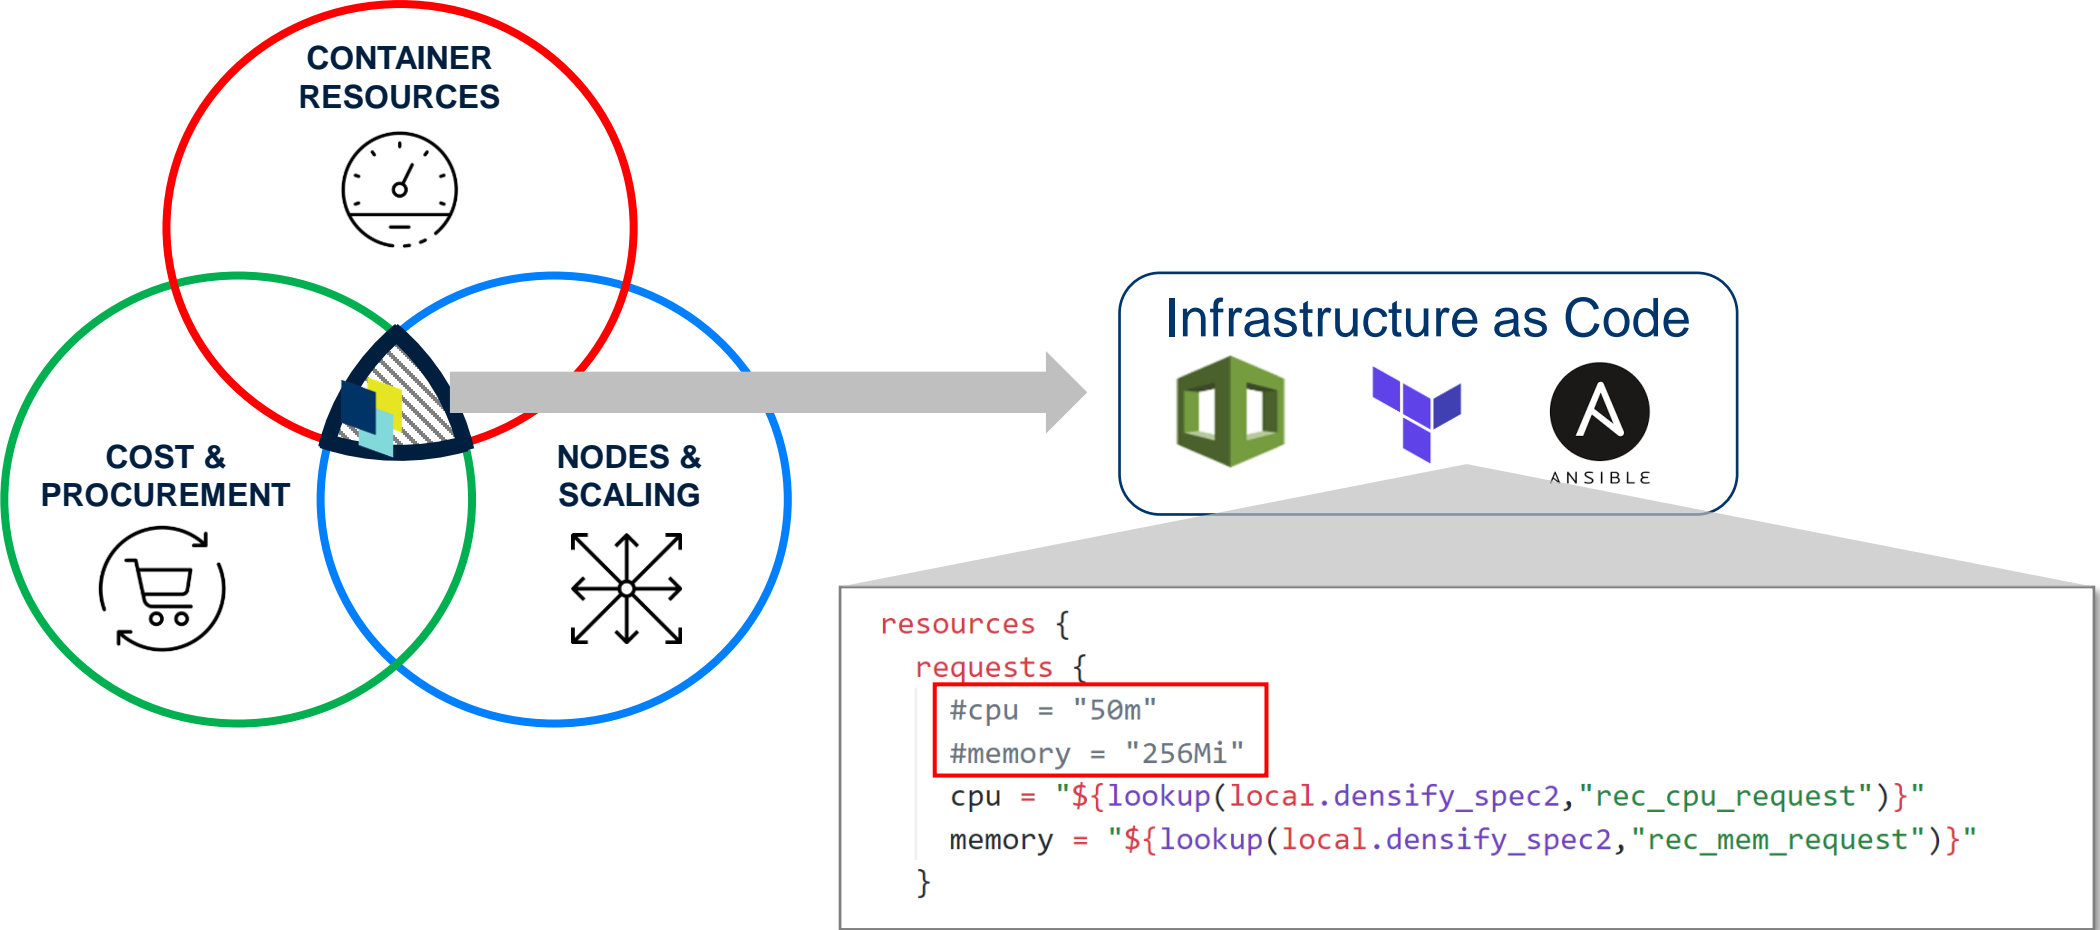 CONTAINER
RESOURCES
COST &
PROCUREMENT
NODES &
SCALING
Infrastructure as Code
ANSIBLE
resources {
requests {
#cpu = "50m"
#memory = "256Mi"
cpu = "${lookup(local.densify_spec2,"rec_cpu_request")}"
memory = "${lookup(local.densify_spec2,"rec_mem_request")}"
}